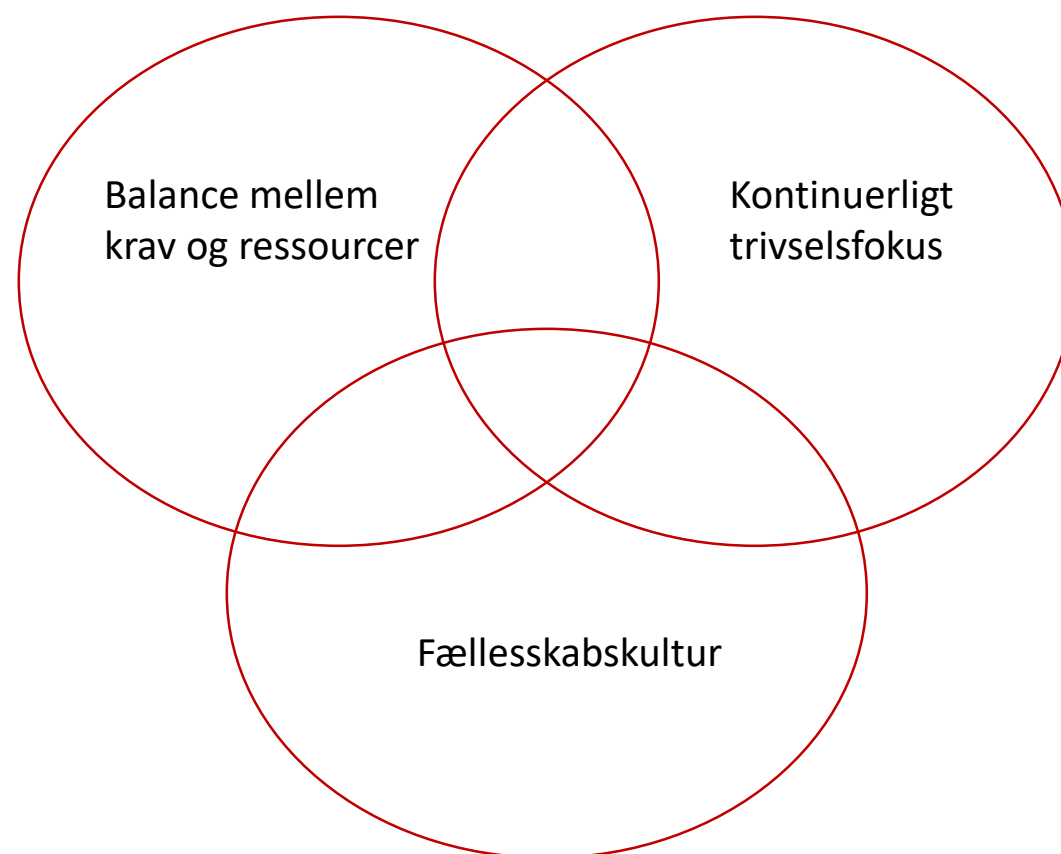 Balance mellem
krav og ressourcer
Kontinuerligt
trivselsfokus
Fællesskabskultur